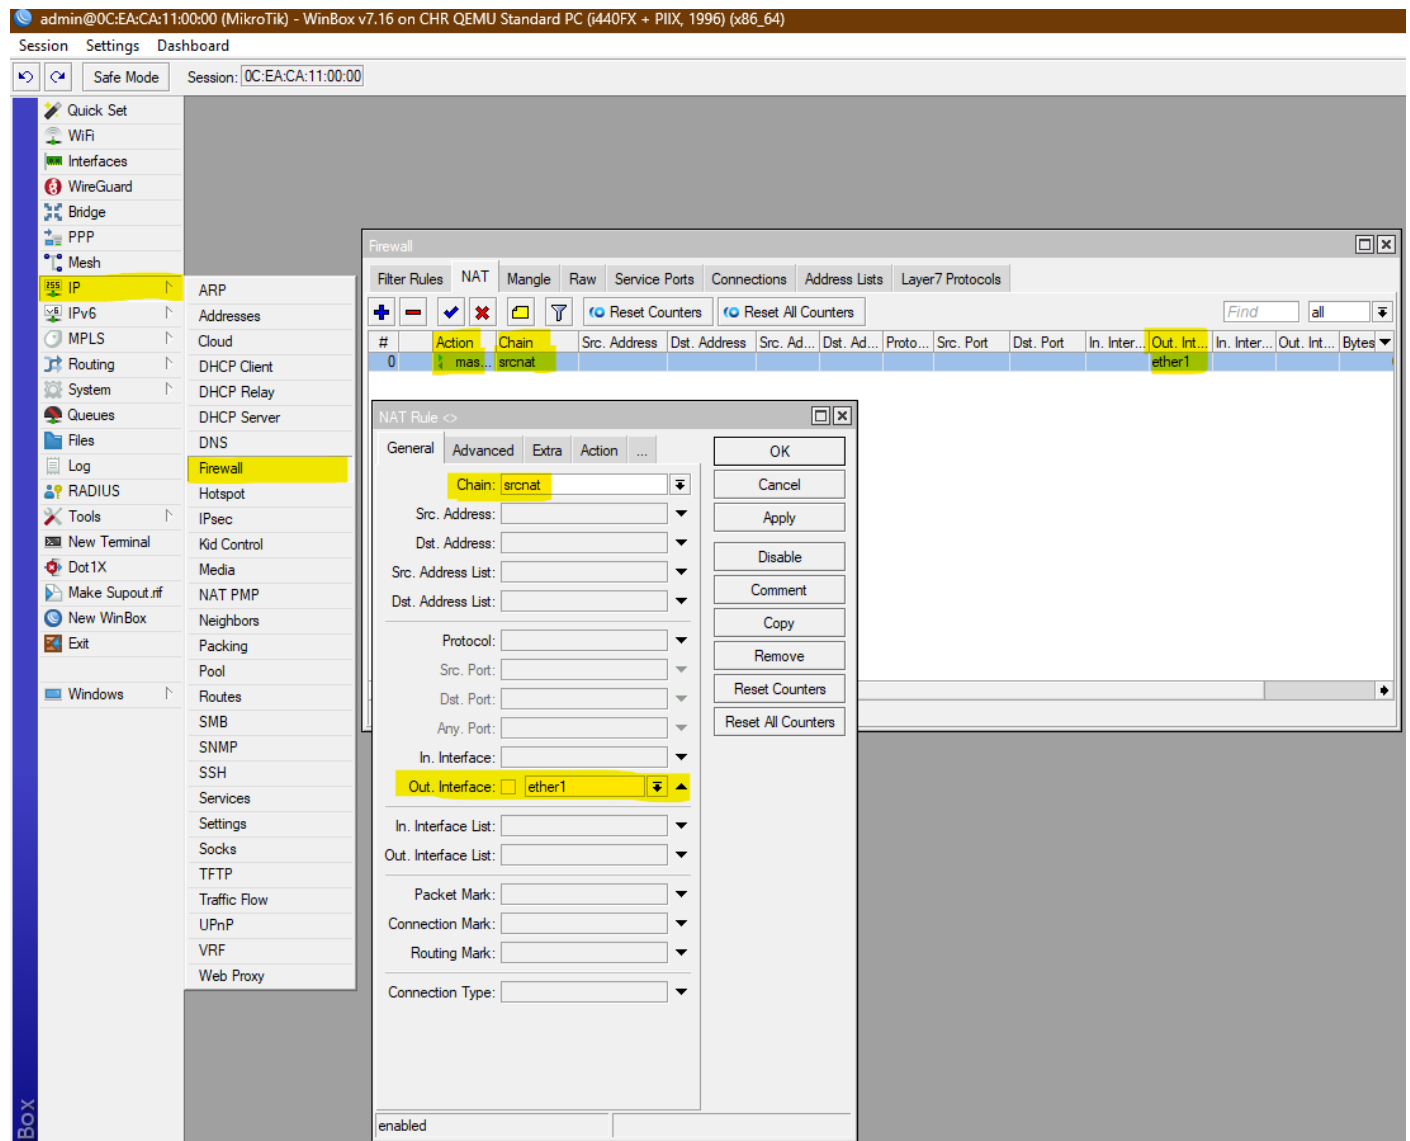 admin@0C:EA:CA:11:00:00 (MikroTik) - WinBox v7.16 on CHR QEMU Standard PC (i440FX + PIIX, 1996) (x86_64)
Session Settings Dashboard
Safe Mode Session: 0C:EA:CA:11:00:00
Quick Set
WiFi
Interfaces
WireGuard
Bridge
PPP
Mesh
IP
IPv6
MPLS
Routing
System
Queues
Files
Log
RADIUS
Tools
New Terminal
Dot1X
Make Supout.rif
New WinBox
Exit
Windows
Box
ARP
Addresses
Cloud
DHCP Client
DHCP Relay
DHCP Server
DNS
Firewall
Hotspot
IPsec
Kid Control
Media
NAT PMP
Neighbors
Packing
Pool
Routes
SMB
SNMP
SSH
Services
Settings
Socks
TFTP
Traffic Flow
UPnP
VRF
Web Proxy
Firewall
Filter Rules NAT Mangle Raw Service Ports Connections Address Lists Layer7 Protocols
Reset Counters Reset All Counters Find all
# Action Chain Src. Address Dst. Address Src. Ad... Dst. Ad... Proto... Src. Port Dst. Port In. Inter... Out. Int... In. Inter... Out. Int... Bytes
0 mas... srcnat ether1
NAT Rule <>
General Advanced Extra Action ...
Chain: srcnat
Src. Address:
Dst. Address:
Src. Address List:
Dst. Address List:
Protocol:
Src. Port:
Dst. Port:
Any. Port:
In. Interface:
Out. Interface: ether1
In. Interface List:
Out. Interface List:
Packet Mark:
Connection Mark:
Routing Mark:
Connection Type:
enabled
OK
Cancel
Apply
Disable
Comment
Copy
Remove
Reset Counters
Reset All Counters